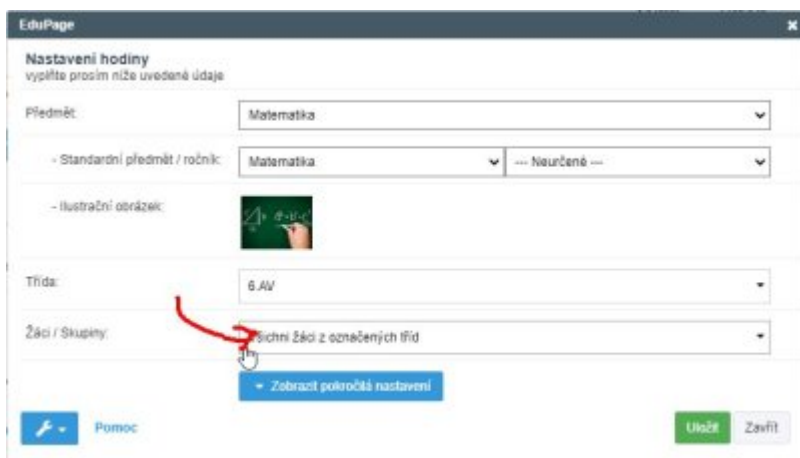 EduPage
Nastavení hodiny
vyplňte prosím níže uvedené údaje
Předmět:
Matematika
- Standardní předmět / ročník:
Matematika
--- Neurčené ---
- Ilustrační obrázek:
Třída:
6.AV
Žáci / Skupiny:
všichni žáci z označených tříd
Zobrazit pokročilá nastavení
Pomoc
Uložit
Zavřít